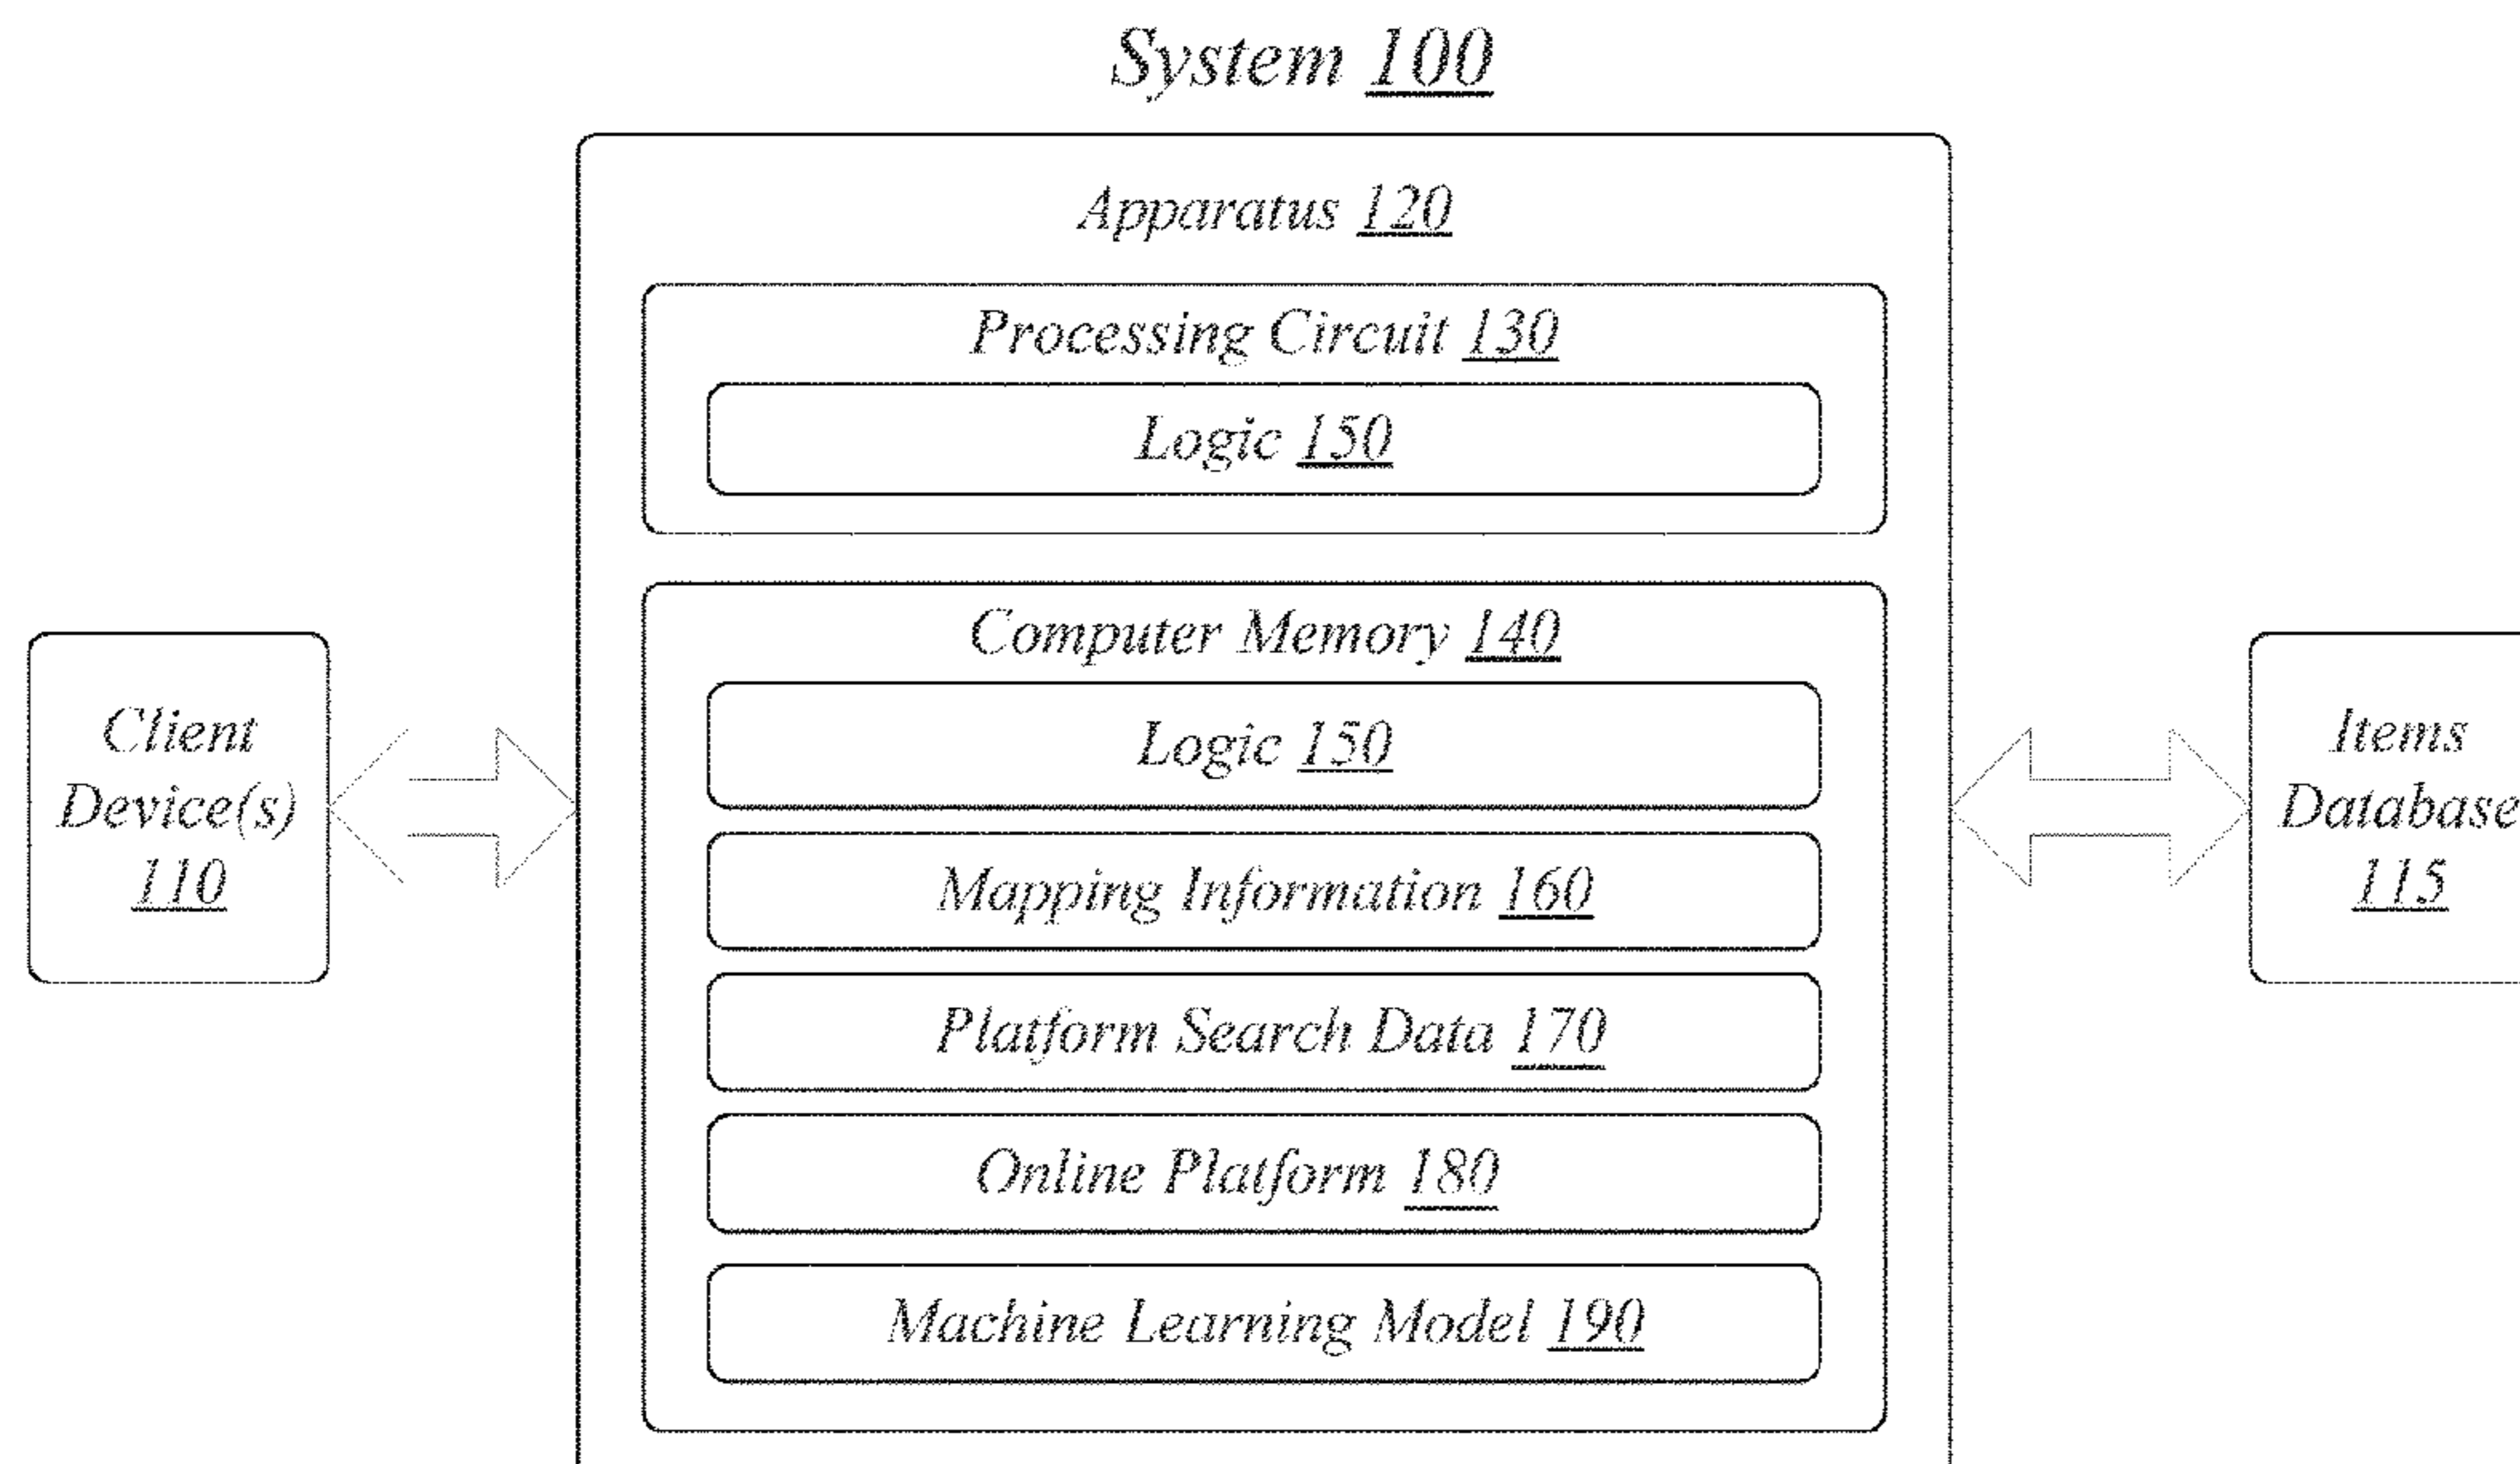 System 100
Apparatus 120
Processing Circuit 130
Logic 150
Computer Memory 140
Logic 150
Mapping Information 160
Platform Search Data 170
Online Platform 180
Machine Learning Model 190
Client
Device(s)
110
Items
Database
115